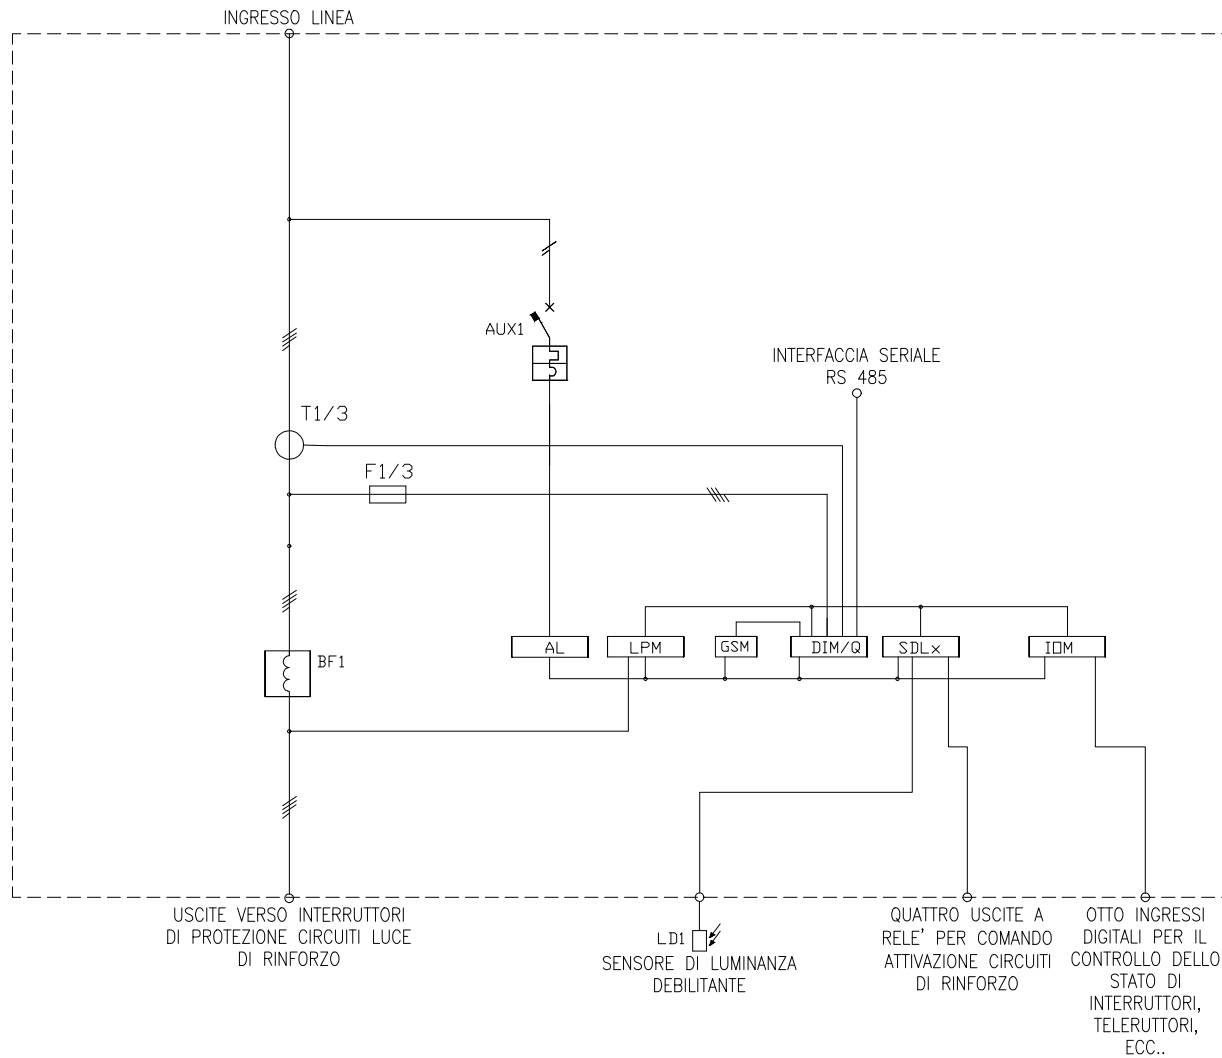 INGRESSO LINEA
AUX1
INTERFACCIA SERIALE
RS 485
T1/3
F1/3
AL
LPM
GSM
DIM/Q
SDLx
IOM
BF1
USCITE VERSO INTERRUTTORI
DI PROTEZIONE CIRCUITI LUCE
DI RINFORZO
LD1
SENSORE DI LUMINANZA
DEBILITANTE
QUATTRO USCITE A
RELE' PER COMANDO
ATTIVAZIONE CIRCUITI
DI RINFORZO
OTTO INGRESSI
DIGITALI PER IL
CONTROLLO DELLO
STATO DI
INTERRUTTORI,
TELERUTTORI,
ECC..